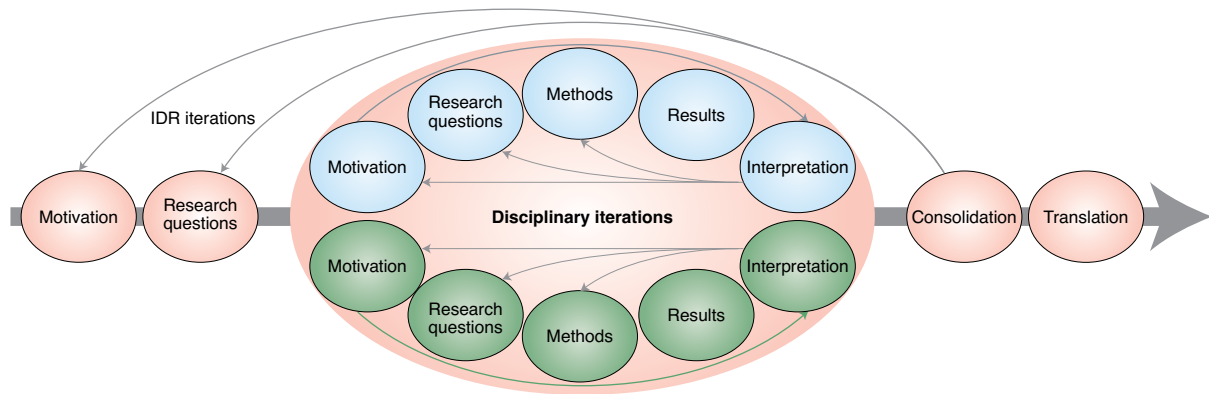 IDR iterations
Motivation
Research
questions
Motivation
Research
questions
Methods
Results
Interpretation
Disciplinary iterations
Motivation
Research
questions
Methods
Results
Interpretation
Consolidation
Translation